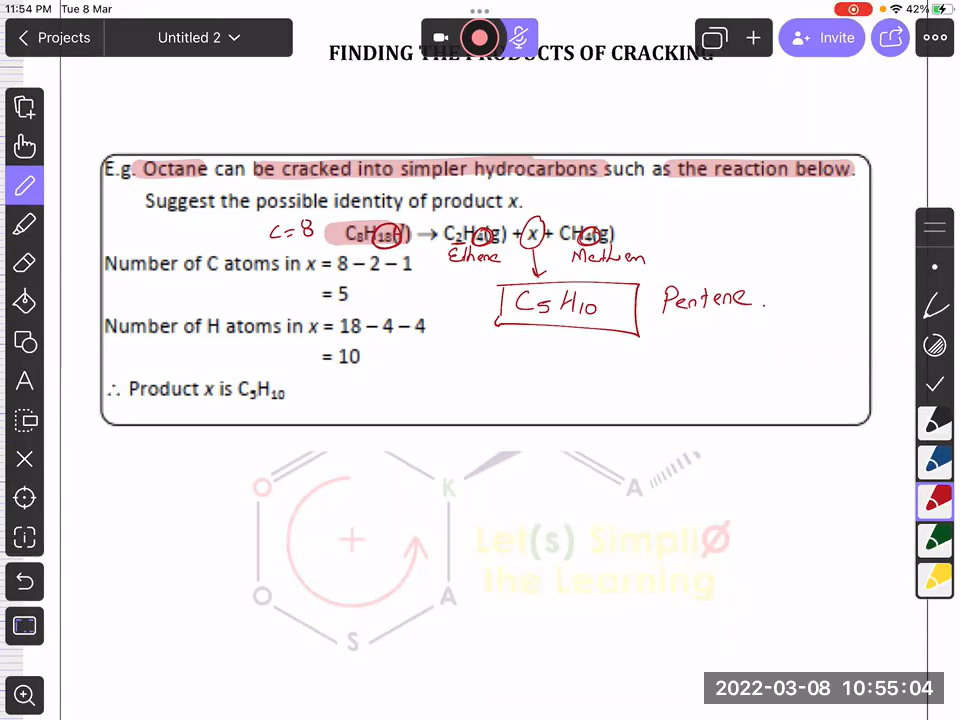 11:54 PM Tue 8 Mar
42%
Projects
Untitled 2
Invite
FINDING THE PRODUCTS OF CRACKING
E.g. Octane can be cracked into simpler hydrocarbons such as the reaction below.
Suggest the possible identity of product x.
C=8 C₈H₁₈(l) → C₂H₄(g) + x + CH₄(g)
Ethene
Number of C atoms in x = 8 – 2 – 1
= 5
C5 H10 Pentene.
Number of H atoms in x = 18 – 4 – 4
= 10
∴ Product x is C₅H₁₀
O K A
Let(s) SimpliØ
the Learning
O A
S
A
2022-03-08 10:55:04